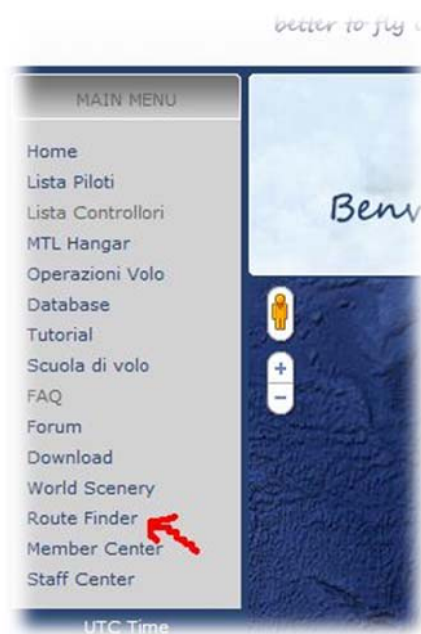 better to fly
MAIN MENU
Home
Lista Piloti
Lista Controllori
MTL Hangar
Operazioni Volo
Database
Tutorial
Scuola di volo
FAQ
Forum
Download
World Scenery
Route Finder
Member Center
Staff Center
Benv
+
-
UTC Time